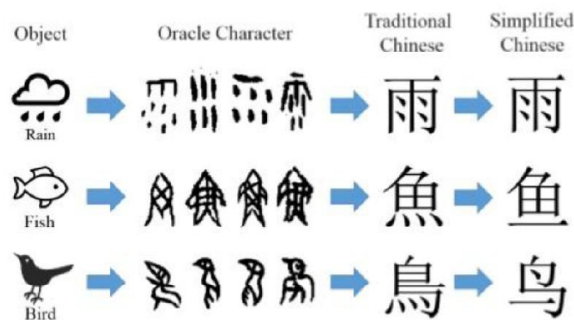 Object Oracle Character Traditional Chinese Simplified Chinese
Rain 雨 雨
Fish 魚 鱼
Bird 鳥 鸟